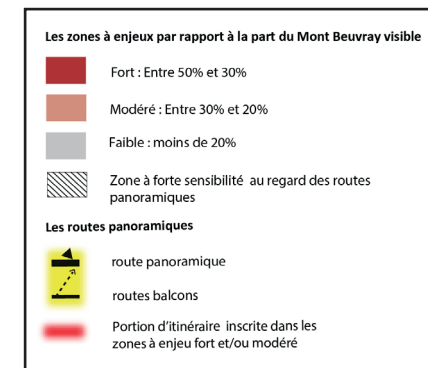 Les zones à enjeux par rapport à la part du Mont Beuvray visible
Fort : Entre 50% et 30%
Modéré : Entre 30% et 20%
Faible : moins de 20%
Zone à forte sensibilité au regard des routes
panoramiques
Les routes panoramiques
route panoramique
routes balcons
Portion d'itinéraire inscrite dans les
zones à enjeu fort et/ou modéré